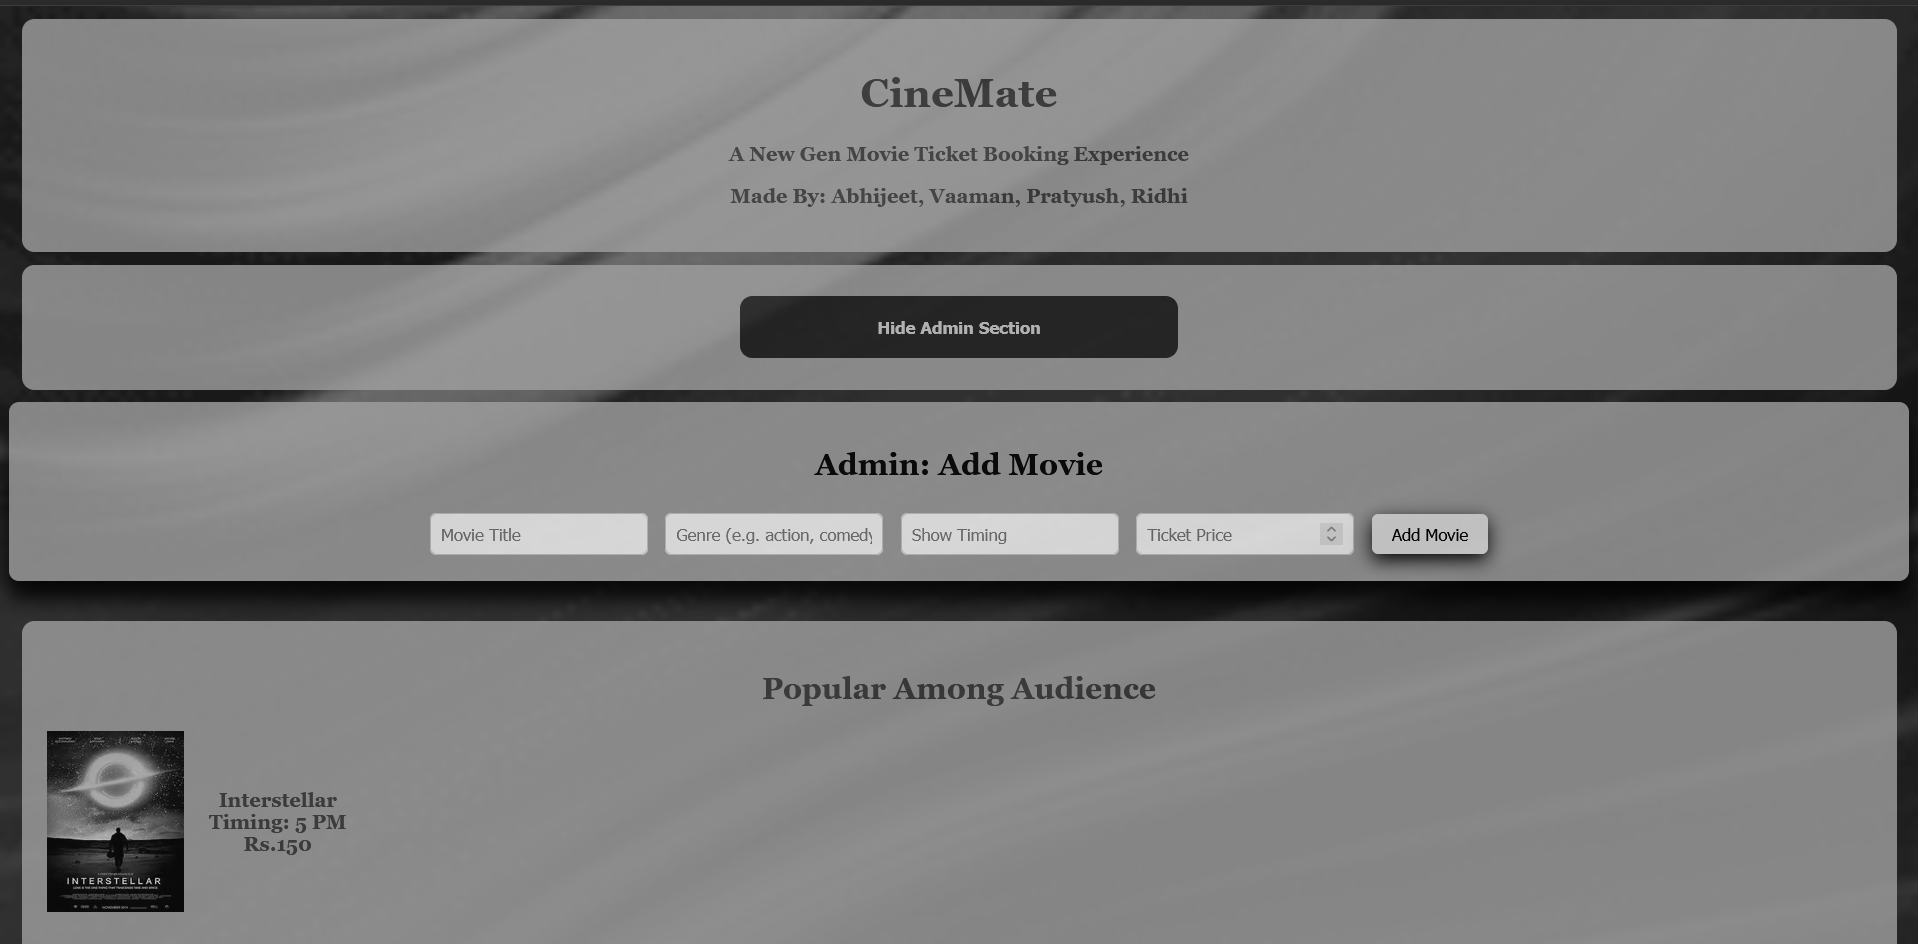 CineMate
A New Gen Movie Ticket Booking Experience
Made By: Abhijeet, Vaaman, Pratyush, Ridhi
Hide Admin Section
Admin: Add Movie
Movie Title
Genre (e.g. action, comedy
Show Timing
Ticket Price
Add Movie
Popular Among Audience
INTERSTELLAR
Interstellar
Timing: 5 PM
Rs.150